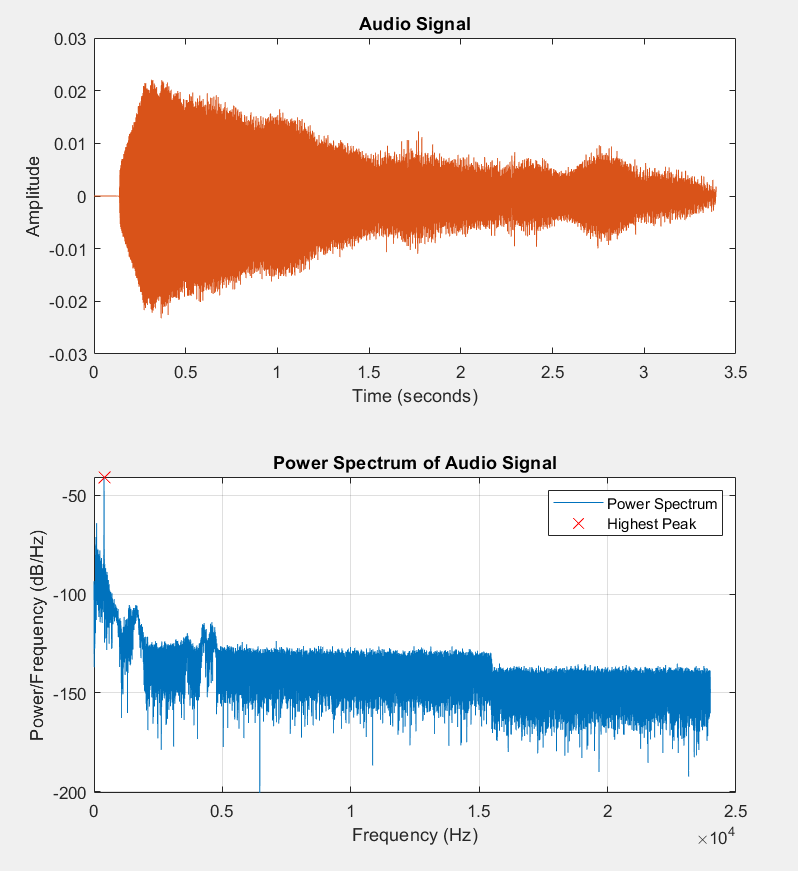 Audio Signal
0.03
0.02
0.01
0
-0.01
-0.02
-0.03
Amplitude
0 0.5 1 1.5 2 2.5 3 3.5
Time (seconds)
Power Spectrum of Audio Signal
-50
-100
-150
-200
Power/Frequency (dB/Hz)
Power Spectrum
Highest Peak
0 0.5 1 1.5 2 2.5
Frequency (Hz)
×10⁴